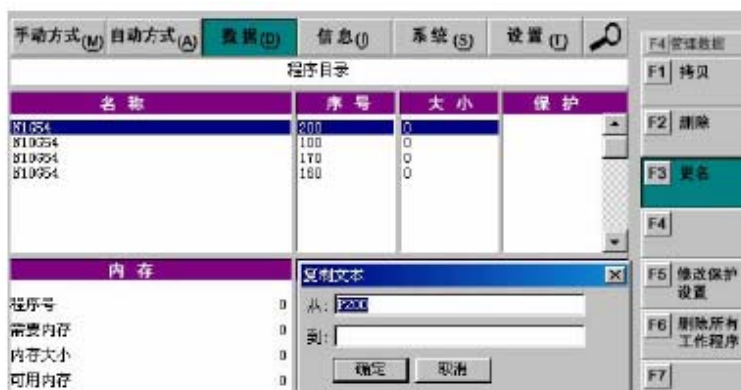 手动方式(M) 自动方式(A) 数据(D) 信息(I) 系统(S) 设置(T)
程序目录
名称 序号 大小 保护
N1G54 200 0
N10G54 100 0
N10G54 170 0
N10G54 160 0
内存
程序号 0
需要内存 0
内存大小 0
可用内存 0
复制文本
从: P200
到:
确定 取消
F4 管理数据
F1 拷贝
F2 删除
F3 更名
F4
F5 修改保护
设置
F6 删除所有
工作程序
F7